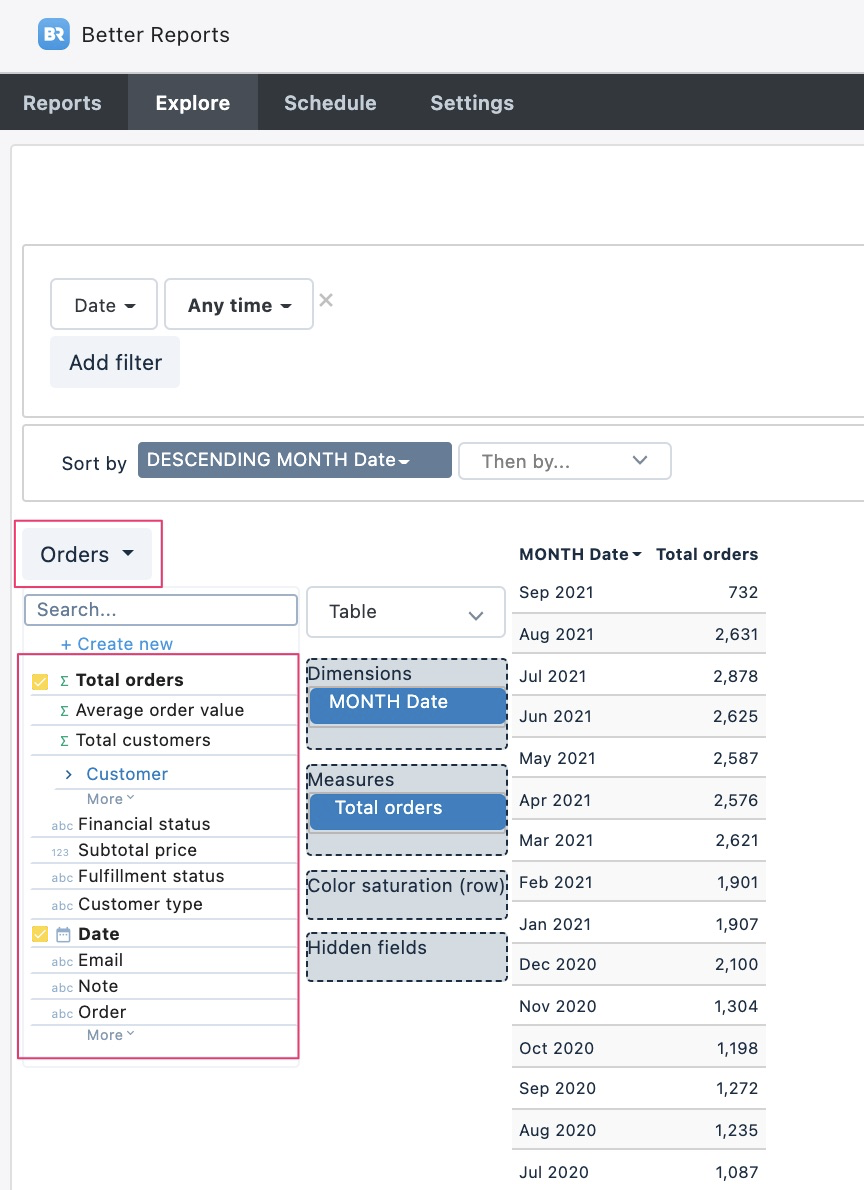 BR Better Reports
Reports Explore Schedule Settings
Date Any time ×
Add filter
Sort by DESCENDING MONTH Date Then by...
Orders
Search...
+ Create new
Σ Total orders
Σ Average order value
Σ Total customers
> Customer
More
abc Financial status
123 Subtotal price
abc Fulfillment status
abc Customer type
Date
abc Email
abc Note
abc Order
More
Table
Dimensions
MONTH Date
Measures
Total orders
Color saturation (row)
Hidden fields
MONTH Date Total orders
Sep 2021 732
Aug 2021 2,631
Jul 2021 2,878
Jun 2021 2,625
May 2021 2,587
Apr 2021 2,576
Mar 2021 2,621
Feb 2021 1,901
Jan 2021 1,907
Dec 2020 2,100
Nov 2020 1,304
Oct 2020 1,198
Sep 2020 1,272
Aug 2020 1,235
Jul 2020 1,087